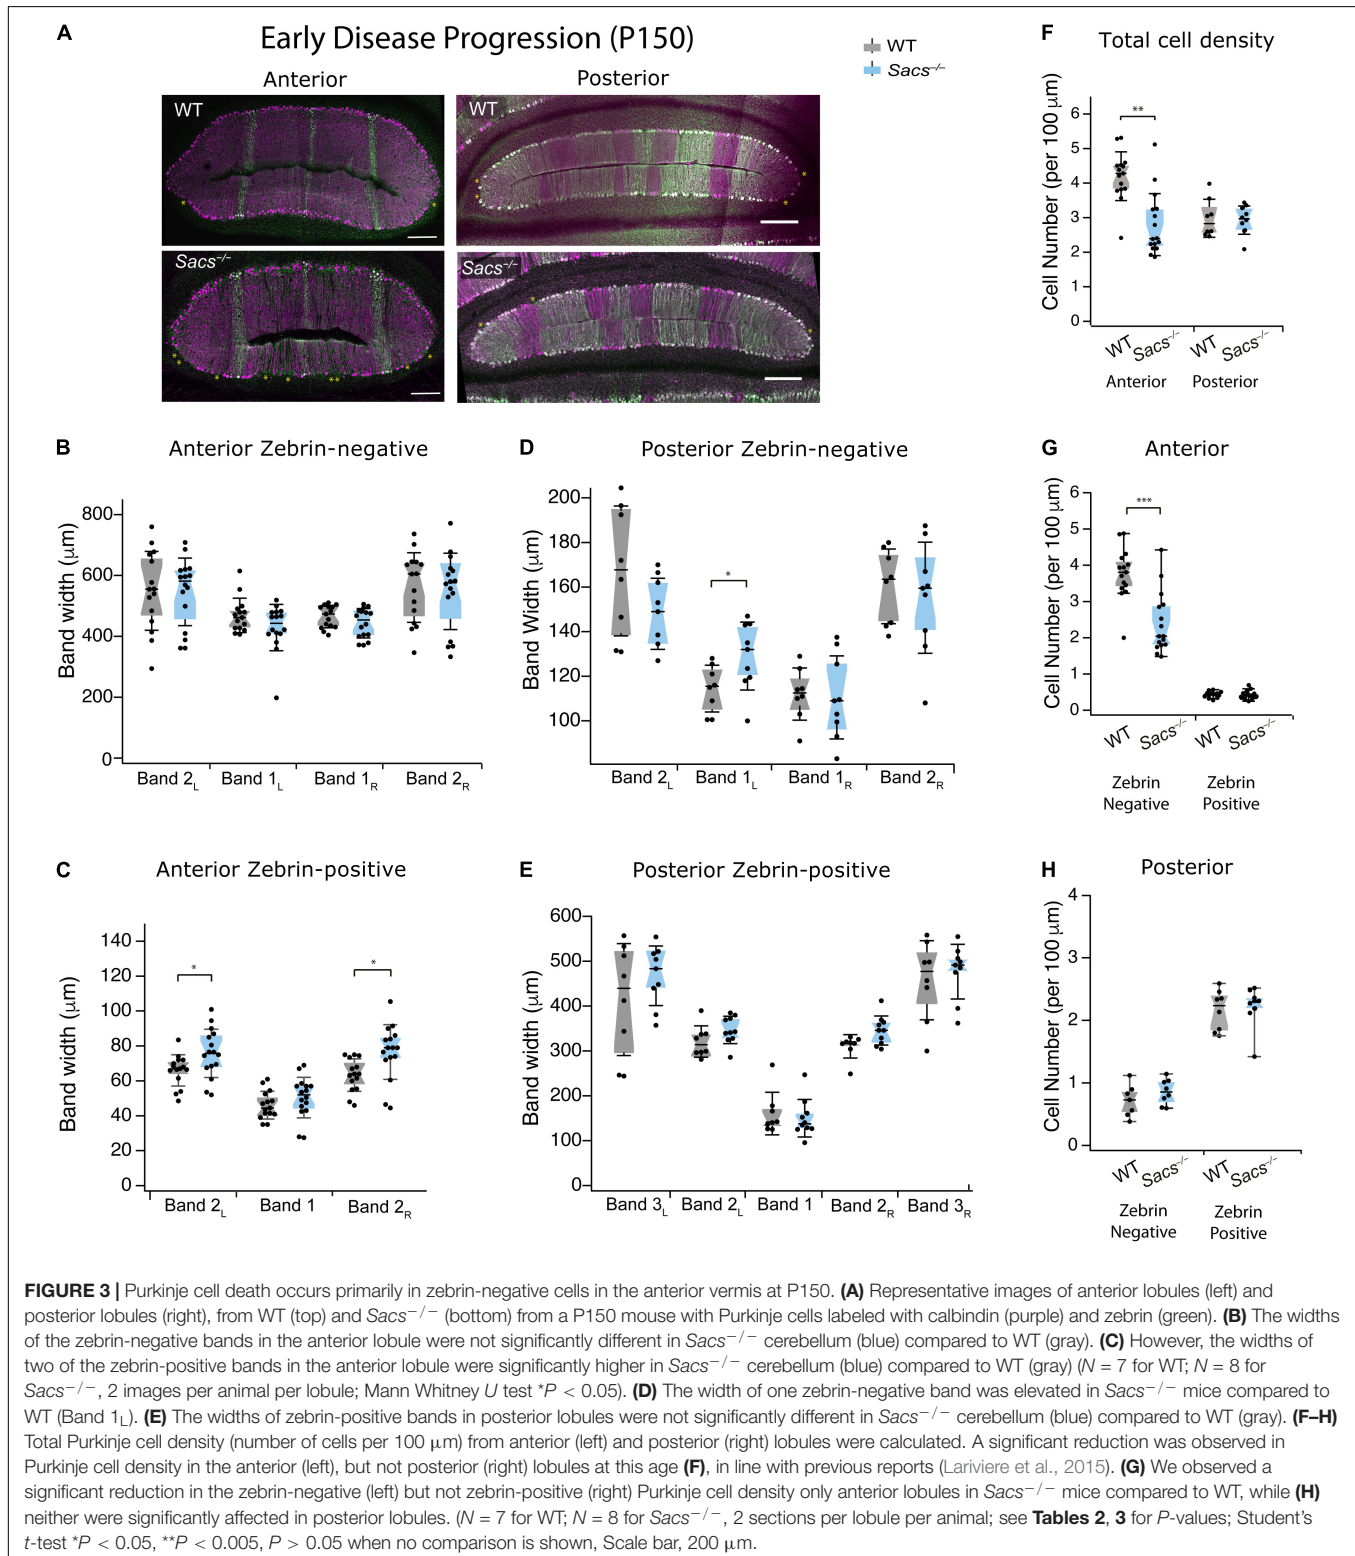 A
Early Disease Progression (P150)
WT
Sacs−/−
Anterior
Posterior
WT
WT
Sacs−/−
Sacs−/−
F
Total cell density
Cell Number (per 100 μm)
6
5
4
3
2
1
0
**
WT
Sacs−/−
WT
Sacs−/−
Anterior
Posterior
B
Anterior Zebrin-negative
Band width (μm)
800
600
400
200
0
Band 2L
Band 1L
Band 1R
Band 2R
D
Posterior Zebrin-negative
Band Width (μm)
200
180
160
140
120
100
*
Band 2L
Band 1L
Band 1R
Band 2R
G
Anterior
Cell Number (per 100 μm)
6
5
4
3
2
1
0
***
WT
Sacs−/−
WT
Sacs−/−
Zebrin
Negative
Zebrin
Positive
C
Anterior Zebrin-positive
Band width (μm)
140
120
100
80
60
40
20
0
*
*
Band 2L
Band 1
Band 2R
E
Posterior Zebrin-positive
Band width (μm)
600
500
400
300
200
100
0
Band 3L
Band 2L
Band 1
Band 2R
Band 3R
H
Posterior
Cell Number (per 100 μm)
4
3
2
1
0
WT
Sacs−/−
WT
Sacs−/−
Zebrin
Negative
Zebrin
Positive
FIGURE 3 | Purkinje cell death occurs primarily in zebrin-negative cells in the anterior vermis at P150. (A) Representative images of anterior lobules (left) and
posterior lobules (right), from WT (top) and Sacs−/− (bottom) from a P150 mouse with Purkinje cells labeled with calbindin (purple) and zebrin (green). (B) The widths
of the zebrin-negative bands in the anterior lobule were not significantly different in Sacs−/− cerebellum (blue) compared to WT (gray). (C) However, the widths of
two of the zebrin-positive bands in the anterior lobule were significantly higher in Sacs−/− cerebellum (blue) compared to WT (gray) (N = 7 for WT; N = 8 for
Sacs−/−, 2 images per animal per lobule; Mann Whitney U test *P < 0.05). (D) The width of one zebrin-negative band was elevated in Sacs−/− mice compared to
WT (Band 1L). (E) The widths of zebrin-positive bands in posterior lobules were not significantly different in Sacs−/− cerebellum (blue) compared to WT (gray). (F–H)
Total Purkinje cell density (number of cells per 100 μm) from anterior (left) and posterior (right) lobules were calculated. A significant reduction was observed in
Purkinje cell density in the anterior (left), but not posterior (right) lobules at this age (F), in line with previous reports (Lariviere et al., 2015). (G) We observed a
significant reduction in the zebrin-negative (left) but not zebrin-positive (right) Purkinje cell density only anterior lobules in Sacs−/− mice compared to WT, while (H)
neither were significantly affected in posterior lobules. (N = 7 for WT; N = 8 for Sacs−/−, 2 sections per lobule per animal; see Tables 2, 3 for P-values; Student's
t-test *P < 0.05, **P < 0.005, P > 0.05 when no comparison is shown, Scale bar, 200 μm.